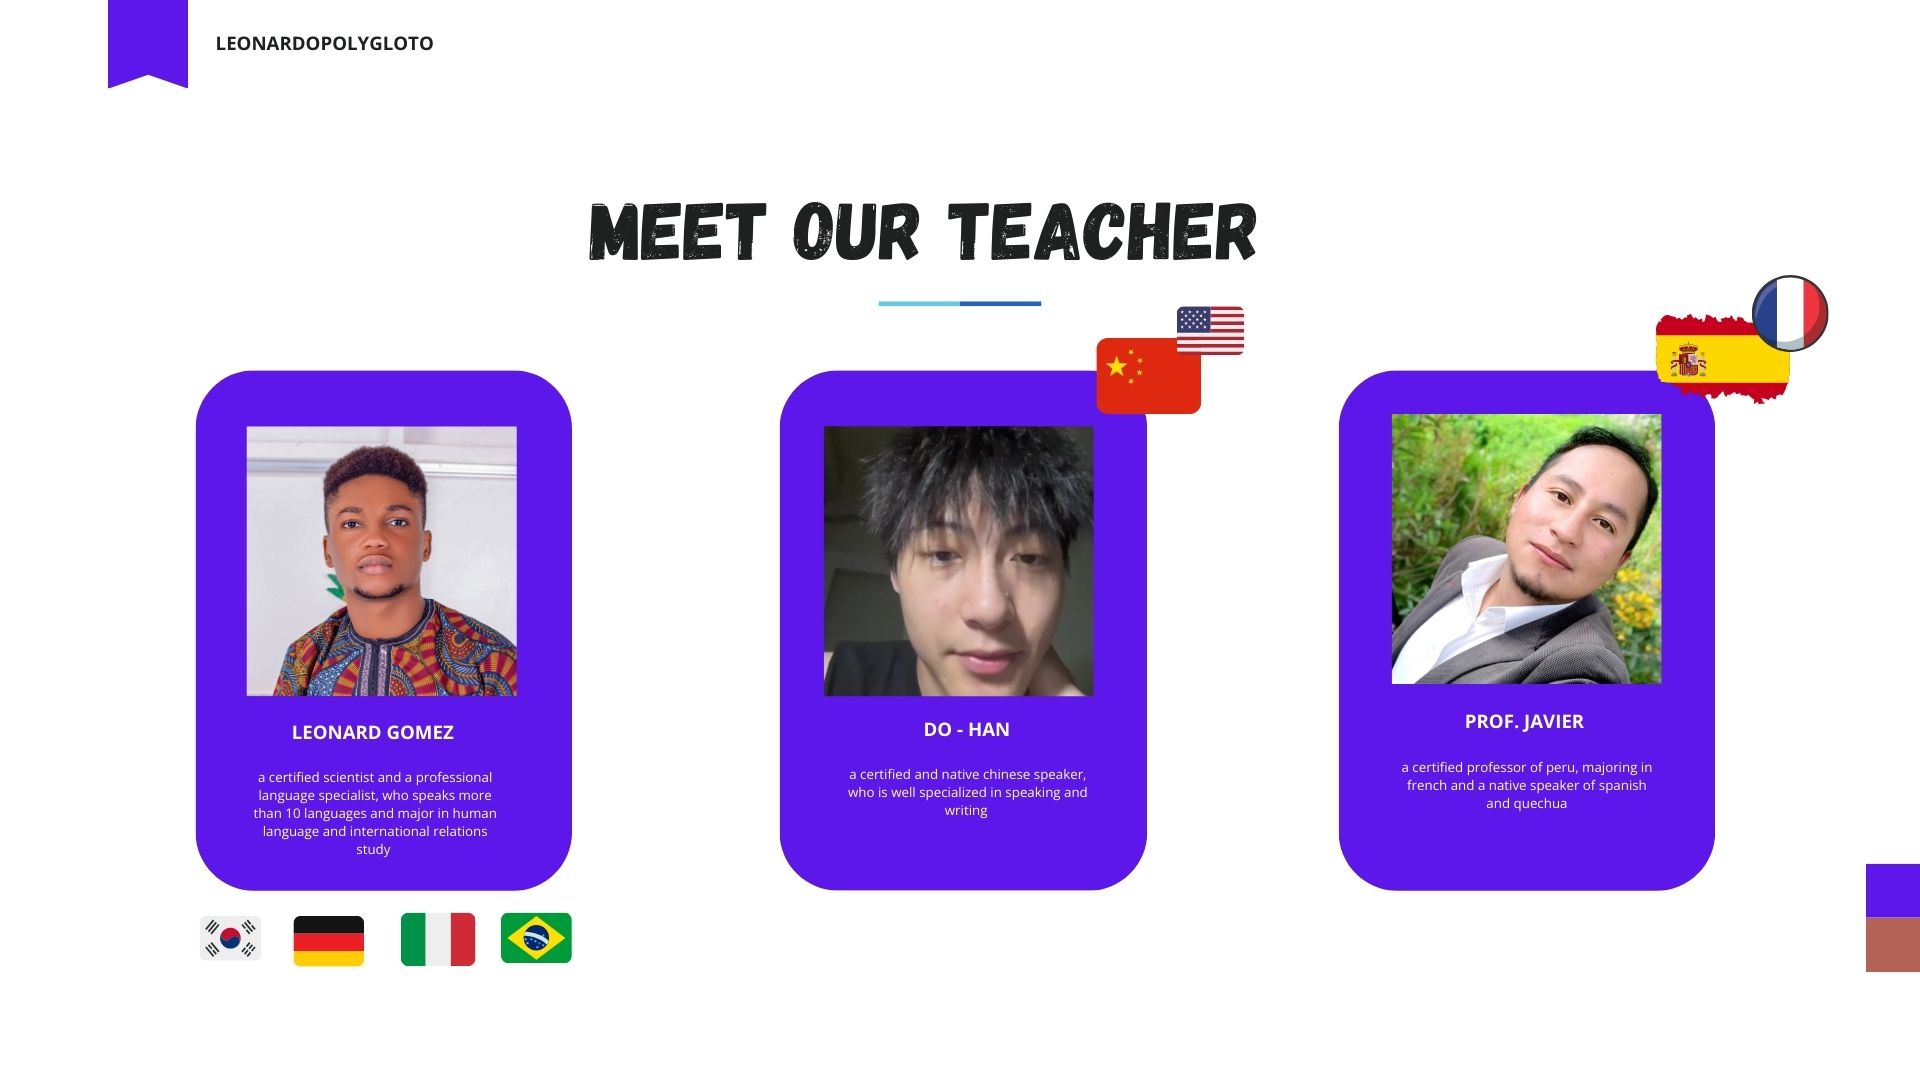 LEONARDOPOLYGLOTO
MEET OUR TEACHER
LEONARD GOMEZ
a certified scientist and a professional
language specialist, who speaks more
than 10 languages and major in human
language and international relations
study
DO - HAN
a certified and native chinese speaker,
who is well specialized in speaking and
writing
PROF. JAVIER
a certified professor of peru, majoring in
french and a native speaker of spanish
and quechua